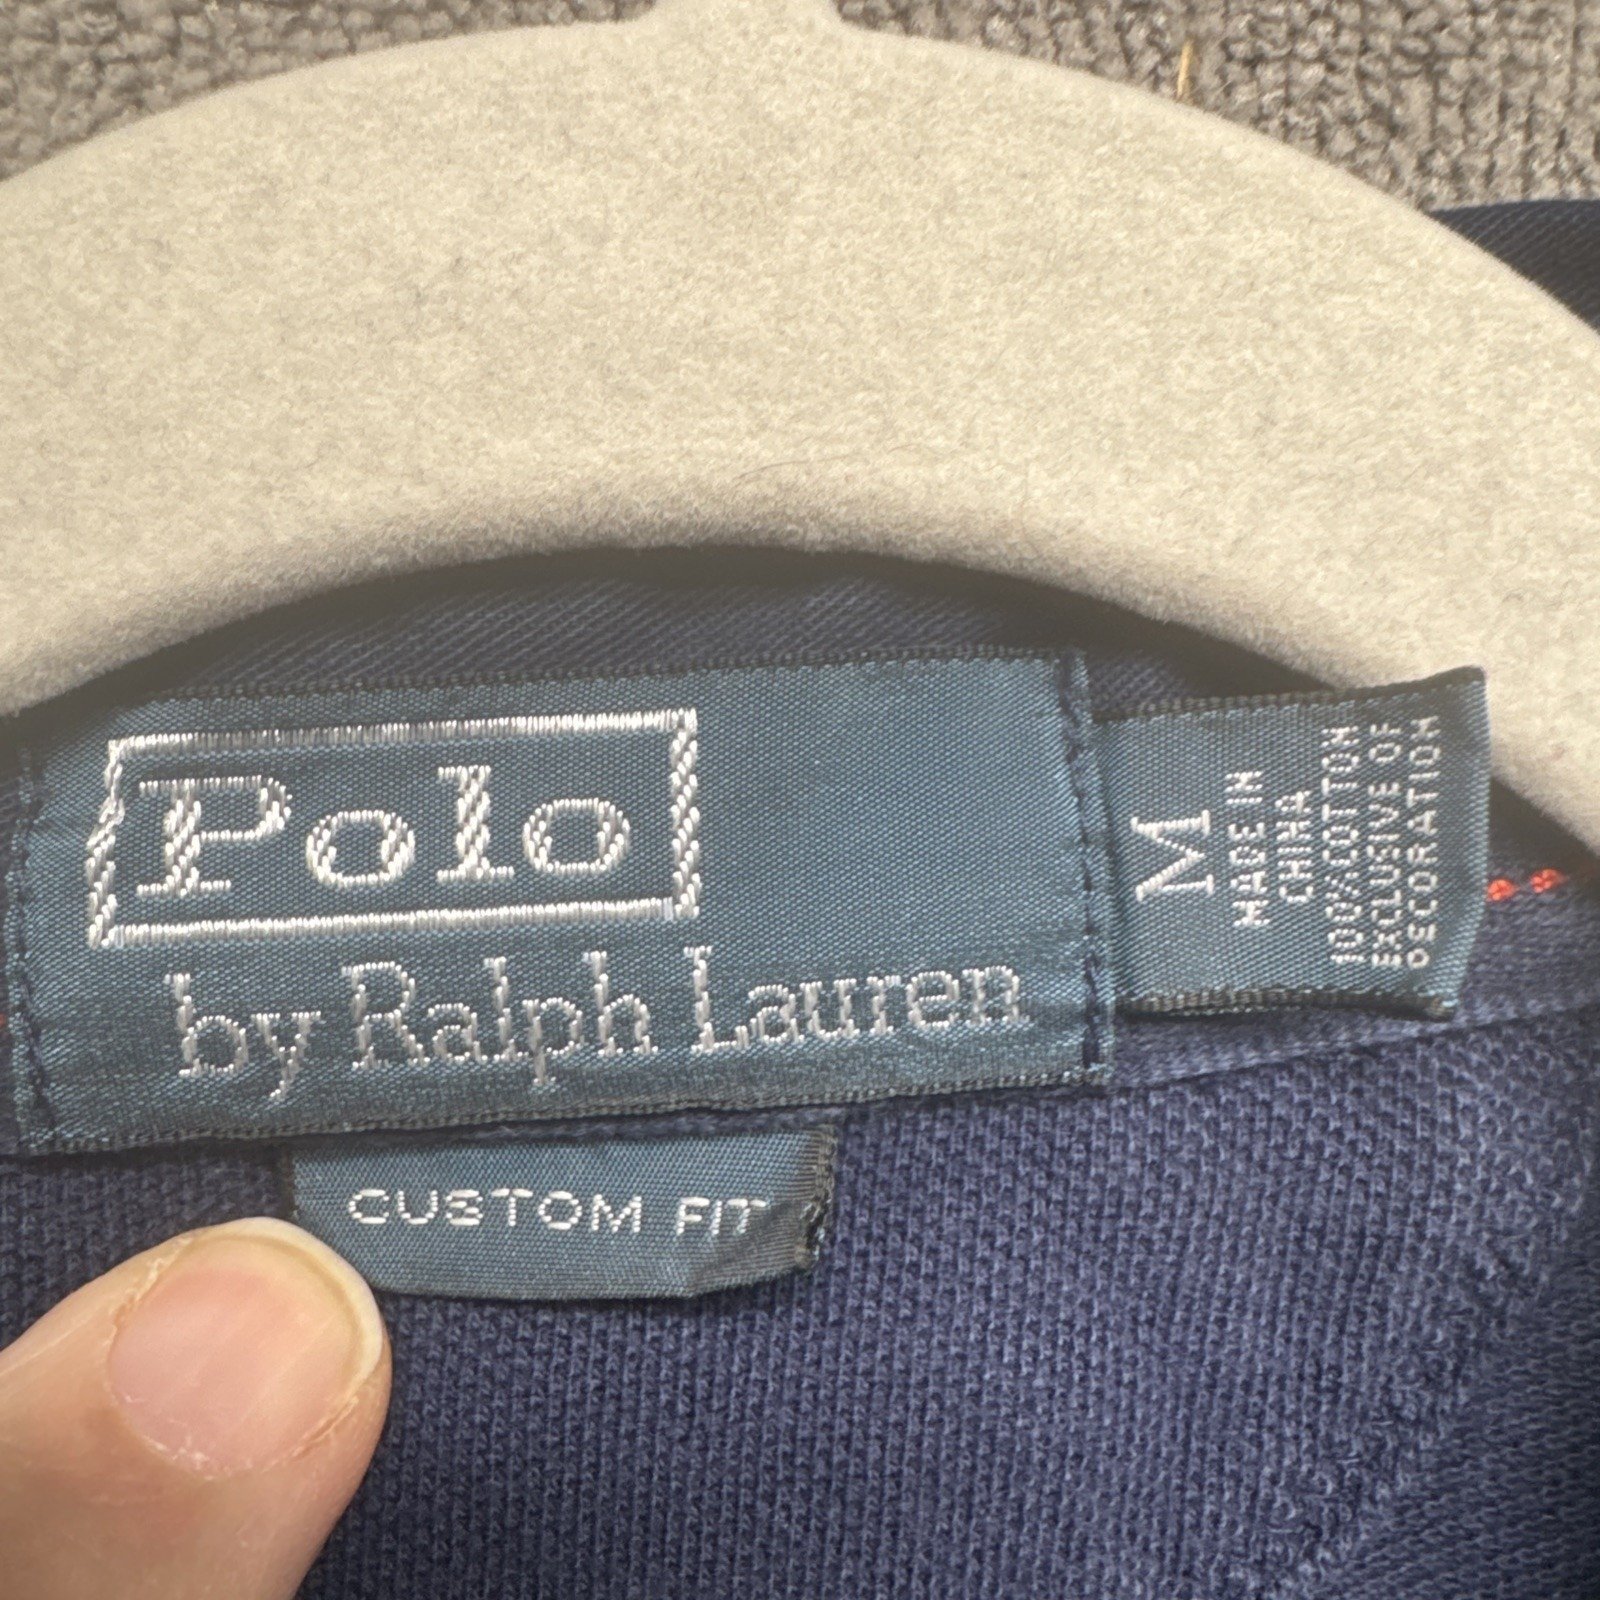 Polo
by Ralph Lauren
CUSTOM FIT
M
MADE IN
CHINA
100% COTTON
EXCLUSIVE OF
DECORATION